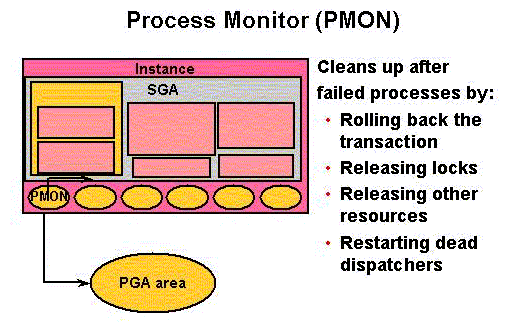 Process Monitor (PMON)
Instance
SGA
PMON
PGA area
Cleans up after
failed processes by:
• Rolling back the
transaction
• Releasing locks
• Releasing other
resources
• Restarting dead
dispatchers